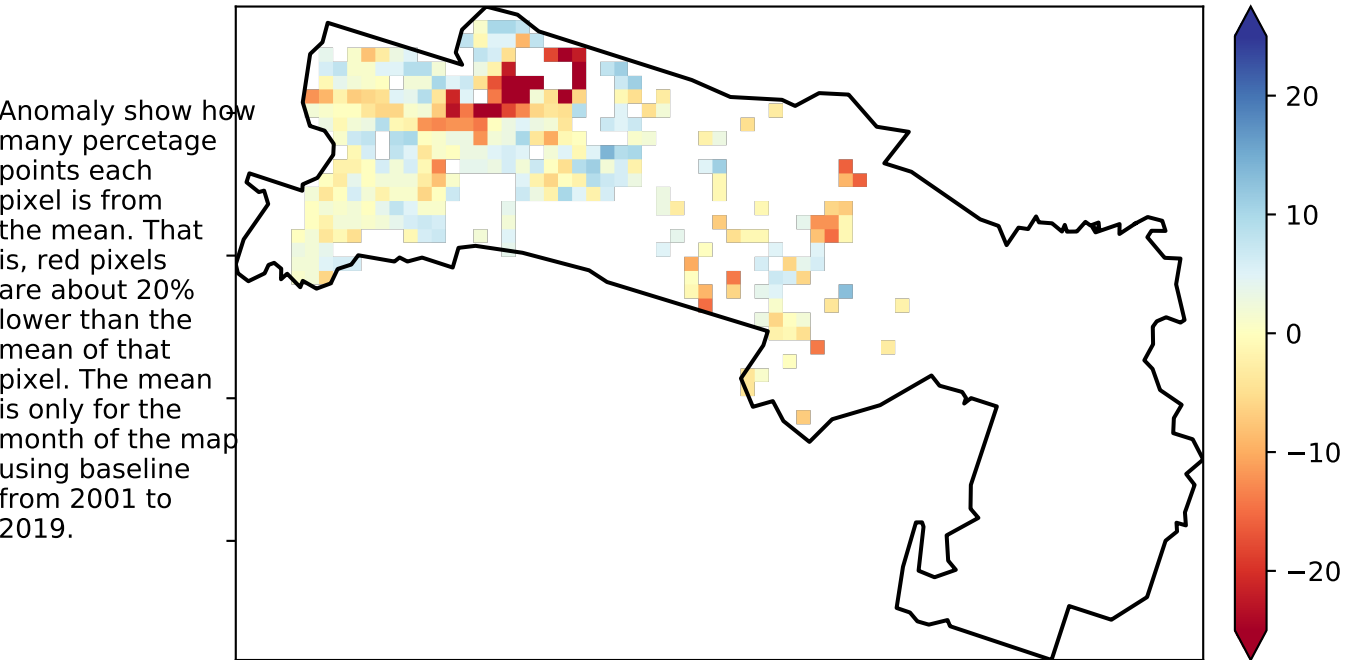 Anomaly show how
many percetage
points each
pixel is from
the mean. That
is, red pixels
are about 20%
lower than the
mean of that
pixel. The mean
is only for the
month of the map
using baseline
from 2001 to
2019.
20
10
0
−10
−20